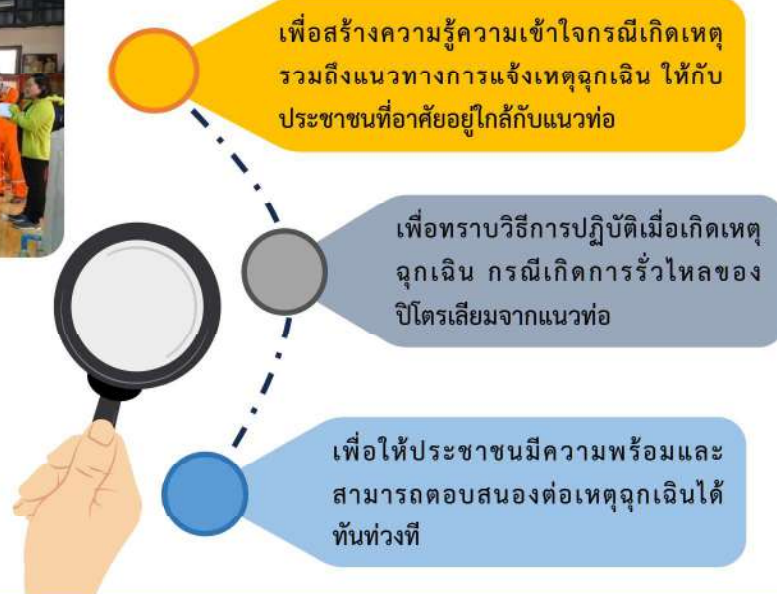 เพื่อสร้างความรู้ความเข้าใจกรณีเกิดเหตุ
รวมถึงแนวทางการแจ้งเหตุฉุกเฉิน ให้กับ
ประชาชนที่อาศัยอยู่ใกล้กับแนวท่อ
เพื่อทราบวิธีการปฏิบัติเมื่อเกิดเหตุ
ฉุกเฉิน กรณีเกิดการรั่วไหลของ
ปิโตรเลียมจากแนวท่อ
เพื่อให้ประชาชนมีความพร้อมและ
สามารถตอบสนองต่อเหตุฉุกเฉินได้
ทันท่วงที